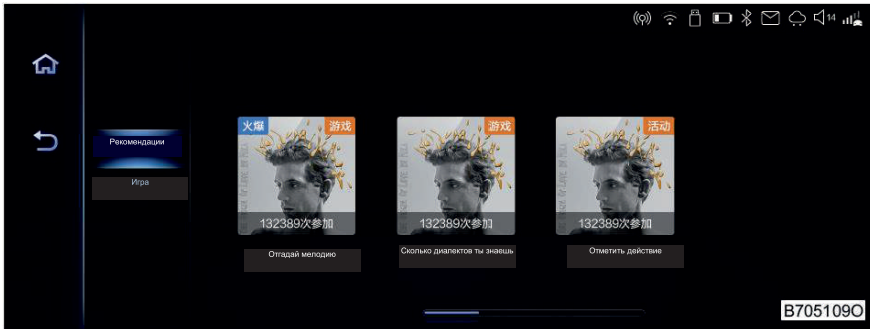 14
Рекомендации
Игра
火爆 游戏
132389次参加
Отгадай мелодию
游戏
132389次参加
Сколько диалектов ты знаешь
活动
132389次参加
Отметить действие
B705109O